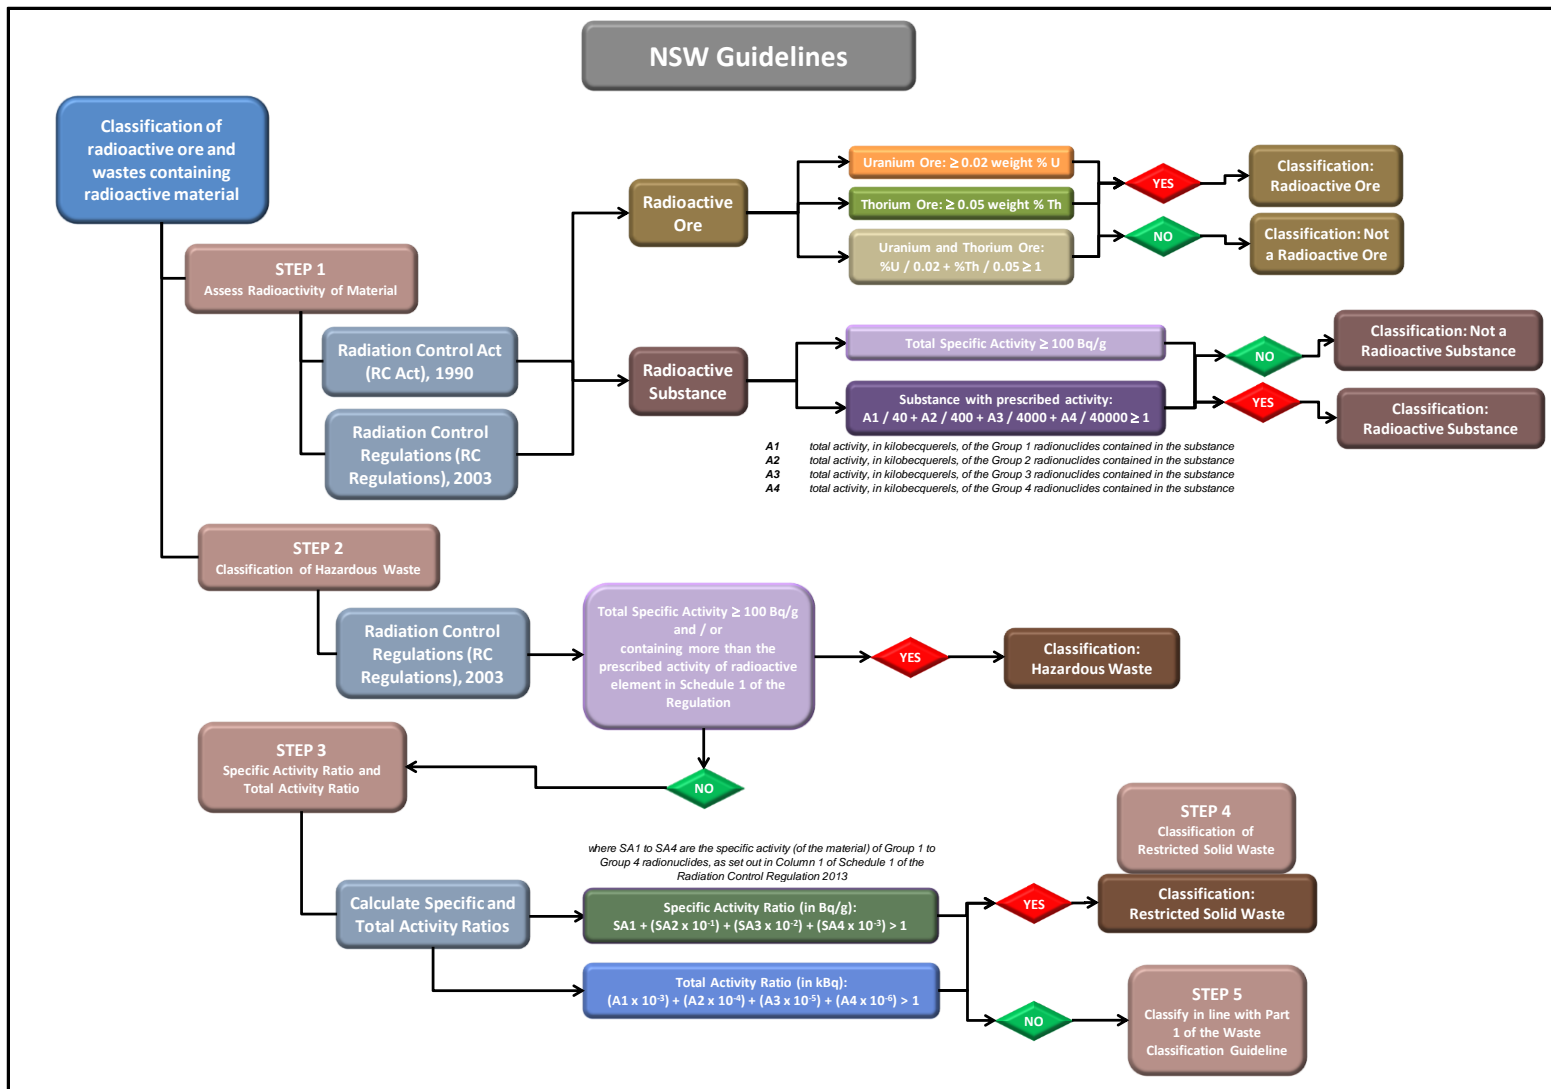 NSW Guidelines
Classification of
radioactive ore and
wastes containing
radioactive material
STEP 1
Assess Radioactivity of Material
Radiation Control Act
(RC Act), 1990
Radiation Control
Regulations (RC
Regulations), 2003
Radioactive
Ore
Uranium Ore: ≥ 0.02 weight % U
Thorium Ore: ≥ 0.05 weight % Th
Uranium and Thorium Ore:
%U / 0.02 + %Th / 0.05 ≥ 1
YES
NO
Classification:
Radioactive Ore
Classification: Not
a Radioactive Ore
Radioactive
Substance
Total Specific Activity ≥ 100 Bq/g
Substance with prescribed activity:
A1 / 40 + A2 / 400 + A3 / 4000 + A4 / 40000 ≥ 1
NO
YES
Classification: Not a
Radioactive Substance
Classification:
Radioactive Substance
A1 total activity, in kilobecquerels, of the Group 1 radionuclides contained in the substance
A2 total activity, in kilobecquerels, of the Group 2 radionuclides contained in the substance
A3 total activity, in kilobecquerels, of the Group 3 radionuclides contained in the substance
A4 total activity, in kilobecquerels, of the Group 4 radionuclides contained in the substance
STEP 2
Classification of Hazardous Waste
Radiation Control
Regulations (RC
Regulations), 2003
Total Specific Activity ≥ 100 Bq/g
and / or
containing more than the
prescribed activity of radioactive
element in Schedule 1 of the
Regulation
YES
Classification:
Hazardous Waste
NO
STEP 3
Specific Activity Ratio and
Total Activity Ratio
Calculate Specific and
Total Activity Ratios
where SA1 to SA4 are the specific activity (of the material) of Group 1 to
Group 4 radionuclides, as set out in Column 1 of Schedule 1 of the
Radiation Control Regulation 2013
Specific Activity Ratio (in Bq/g):
SA1 + (SA2 x 10⁻¹) + (SA3 x 10⁻²) + (SA4 x 10⁻³) > 1
Total Activity Ratio (in kBq):
(A1 x 10⁻³) + (A2 x 10⁻⁴) + (A3 x 10⁻⁵) + (A4 x 10⁻⁶) > 1
YES
NO
STEP 4
Classification of
Restricted Solid Waste
Classification:
Restricted Solid Waste
STEP 5
Classify in line with Part
1 of the Waste
Classification Guideline